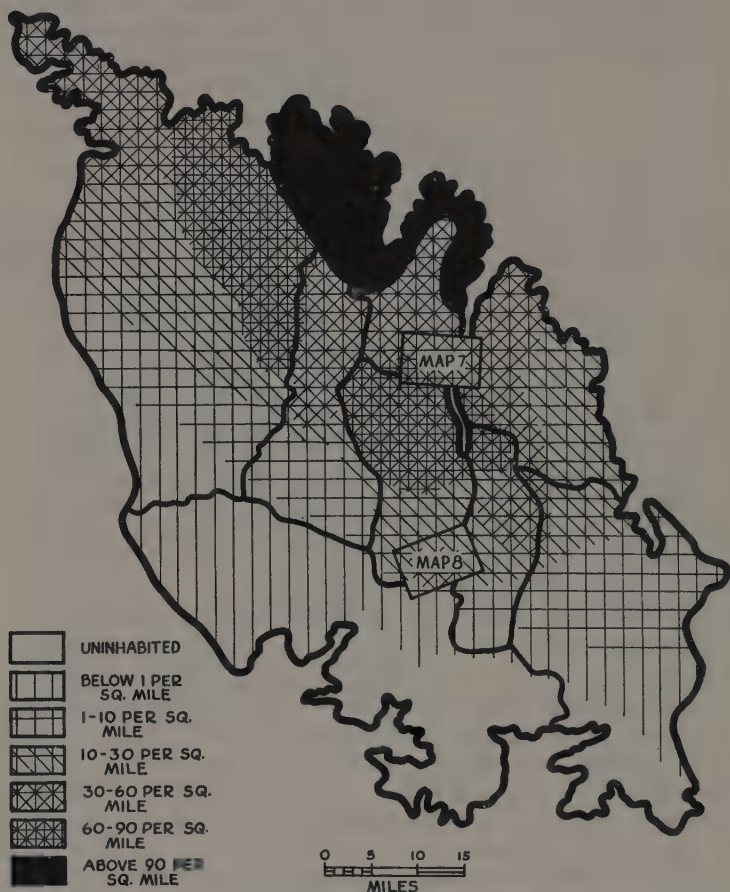 MAP 7
MAP 8
UNINHABITED
BELOW 1 PER
SQ. MILE
1-10 PER SQ.
MILE
10-30 PER SQ.
MILE
30-60 PER SQ.
MILE
60-90 PER SQ.
MILE
ABOVE 90 PER
SQ. MILE
0 5 10 15
MILES